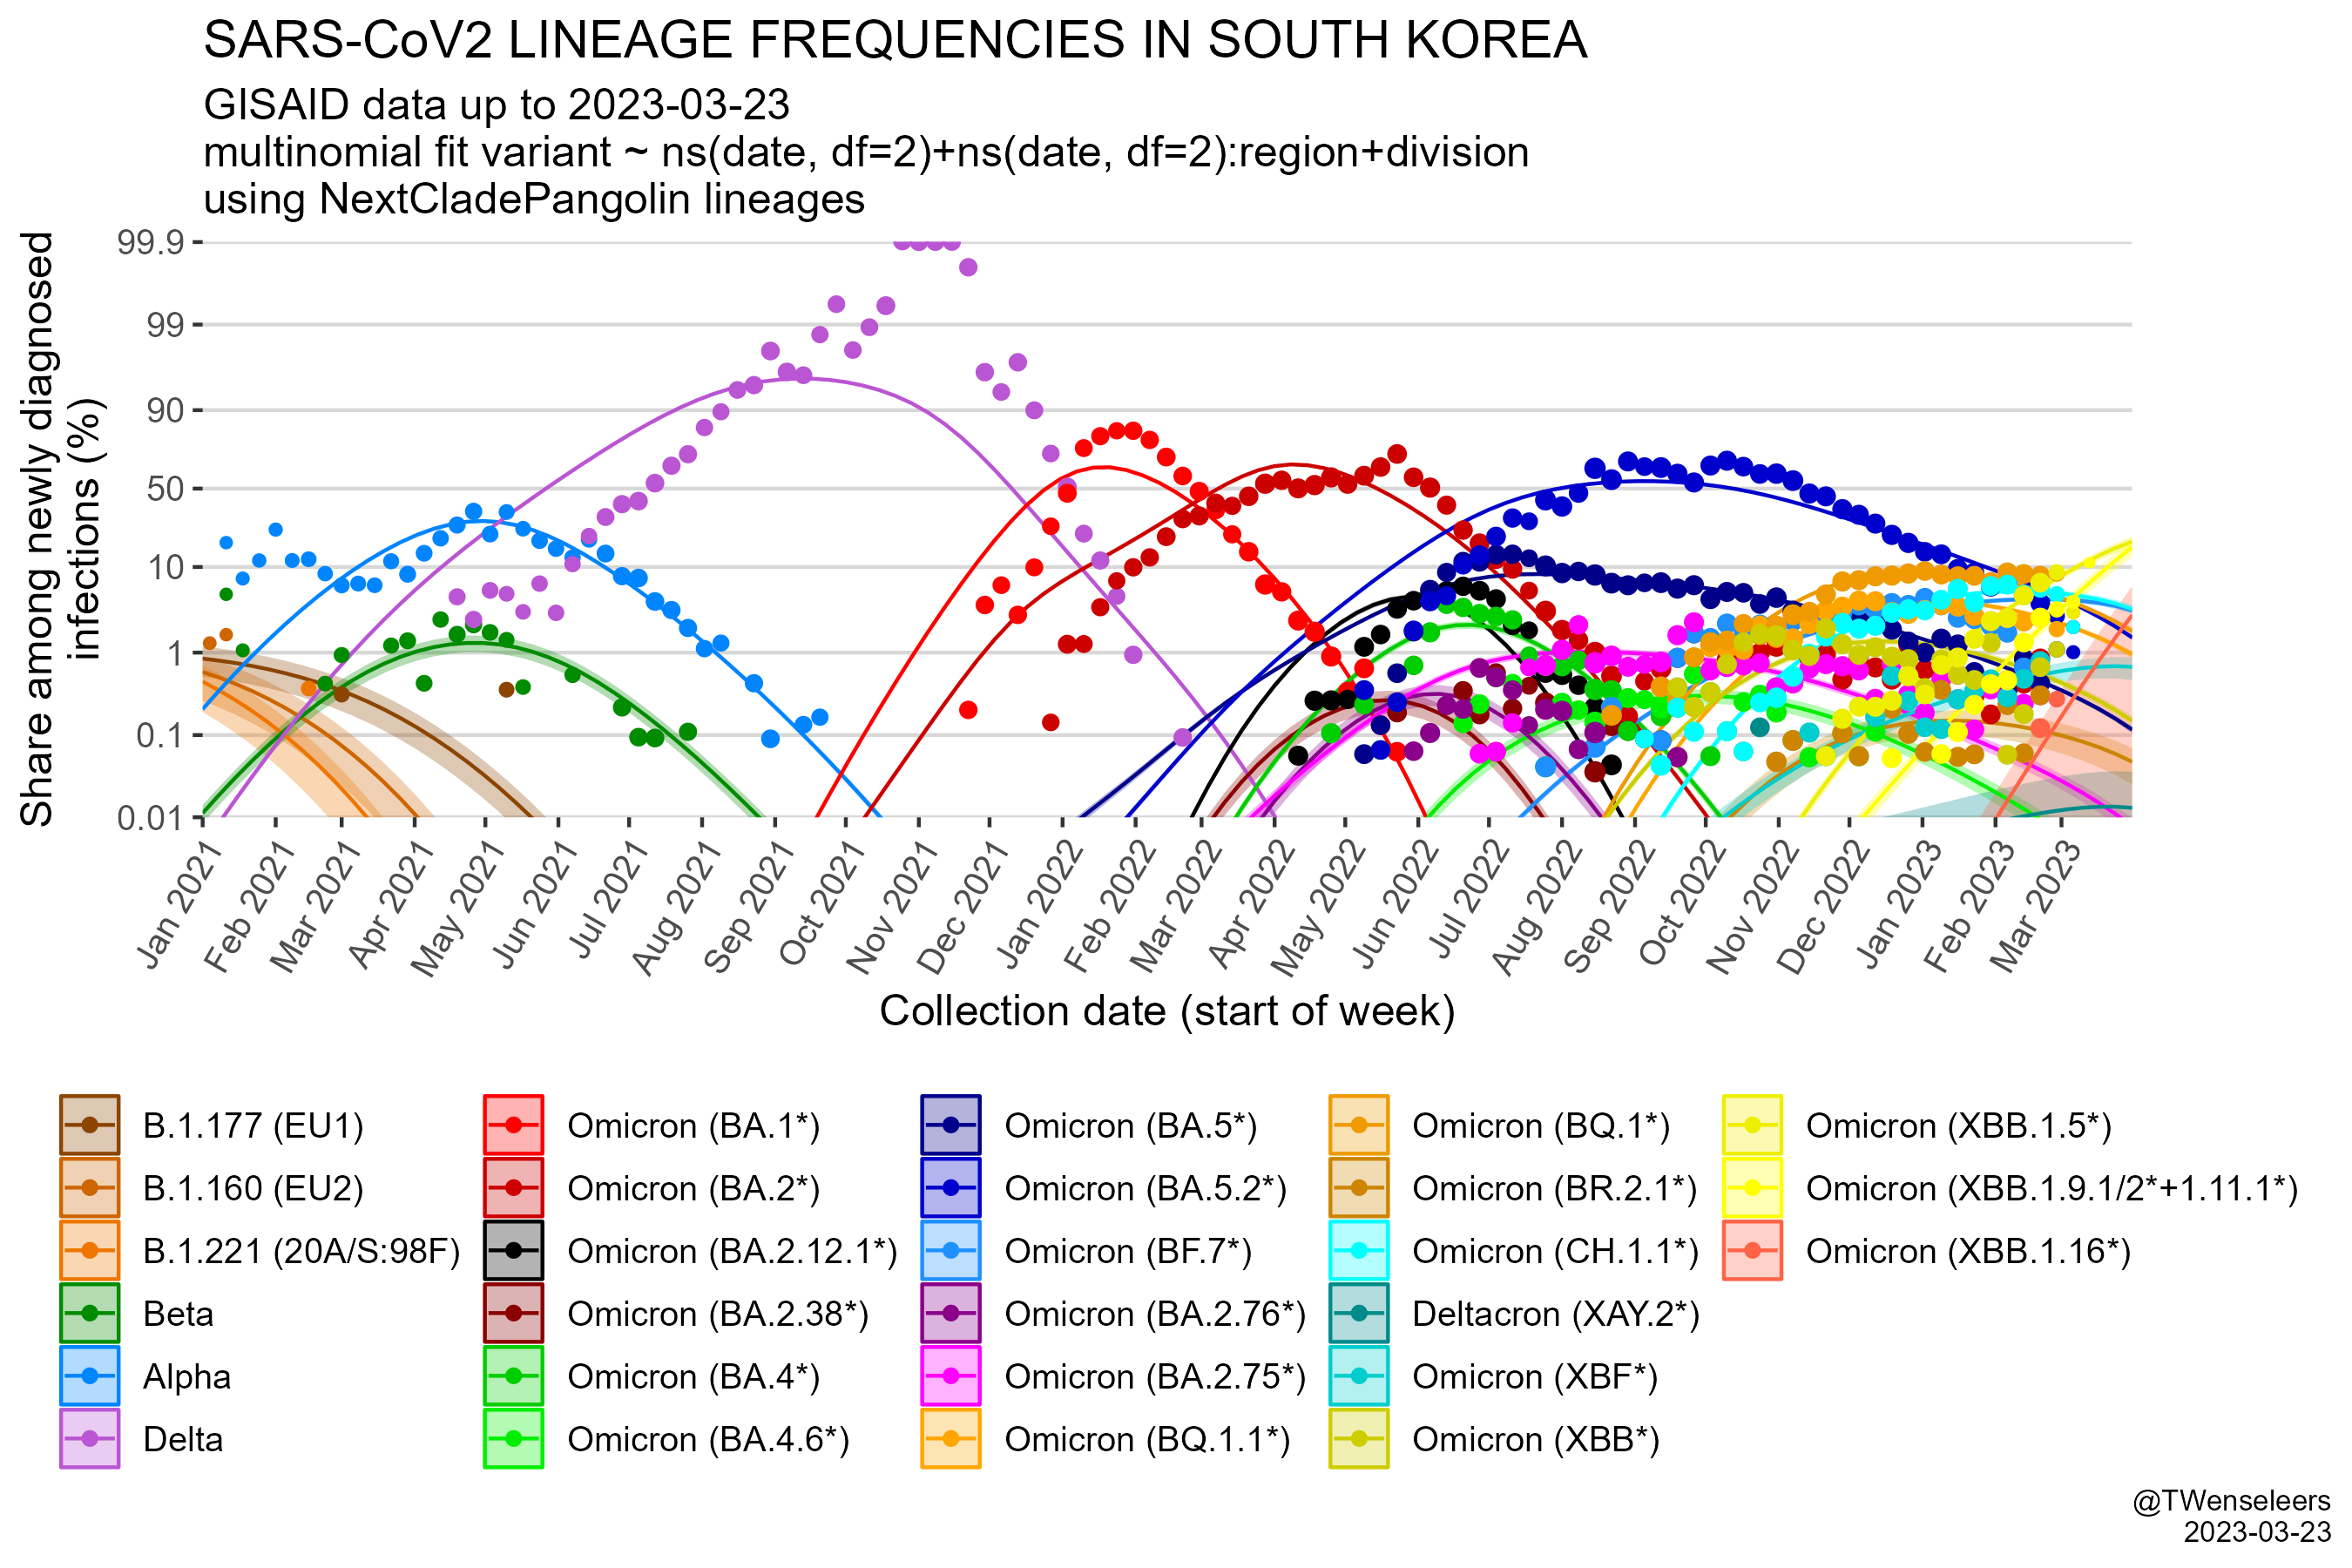 SARS-CoV2 LINEAGE FREQUENCIES IN SOUTH KOREA
GISAID data up to 2023-03-23
multinomial fit variant ~ ns(date, df=2)+ns(date, df=2):region+division
using NextCladePangolin lineages
Share among newly diagnosed
infections (%)
99.9
99
90
50
10
1
0.1
0.01
Jan 2021
Feb 2021
Mar 2021
Apr 2021
May 2021
Jun 2021
Jul 2021
Aug 2021
Sep 2021
Oct 2021
Nov 2021
Dec 2021
Jan 2022
Feb 2022
Mar 2022
Apr 2022
May 2022
Jun 2022
Jul 2022
Aug 2022
Sep 2022
Oct 2022
Nov 2022
Dec 2022
Jan 2023
Feb 2023
Mar 2023
Collection date (start of week)
B.1.177 (EU1)
B.1.160 (EU2)
B.1.221 (20A/S:98F)
Beta
Alpha
Delta
Omicron (BA.1*)
Omicron (BA.2*)
Omicron (BA.2.12.1*)
Omicron (BA.2.38*)
Omicron (BA.4*)
Omicron (BA.4.6*)
Omicron (BA.5*)
Omicron (BA.5.2*)
Omicron (BF.7*)
Omicron (BA.2.76*)
Omicron (BA.2.75*)
Omicron (BQ.1.1*)
Omicron (BQ.1*)
Omicron (BR.2.1*)
Omicron (CH.1.1*)
Deltacron (XAY.2*)
Omicron (XBF*)
Omicron (XBB*)
Omicron (XBB.1.5*)
Omicron (XBB.1.9.1/2*+1.11.1*)
Omicron (XBB.1.16*)
@TWenseleers
2023-03-23